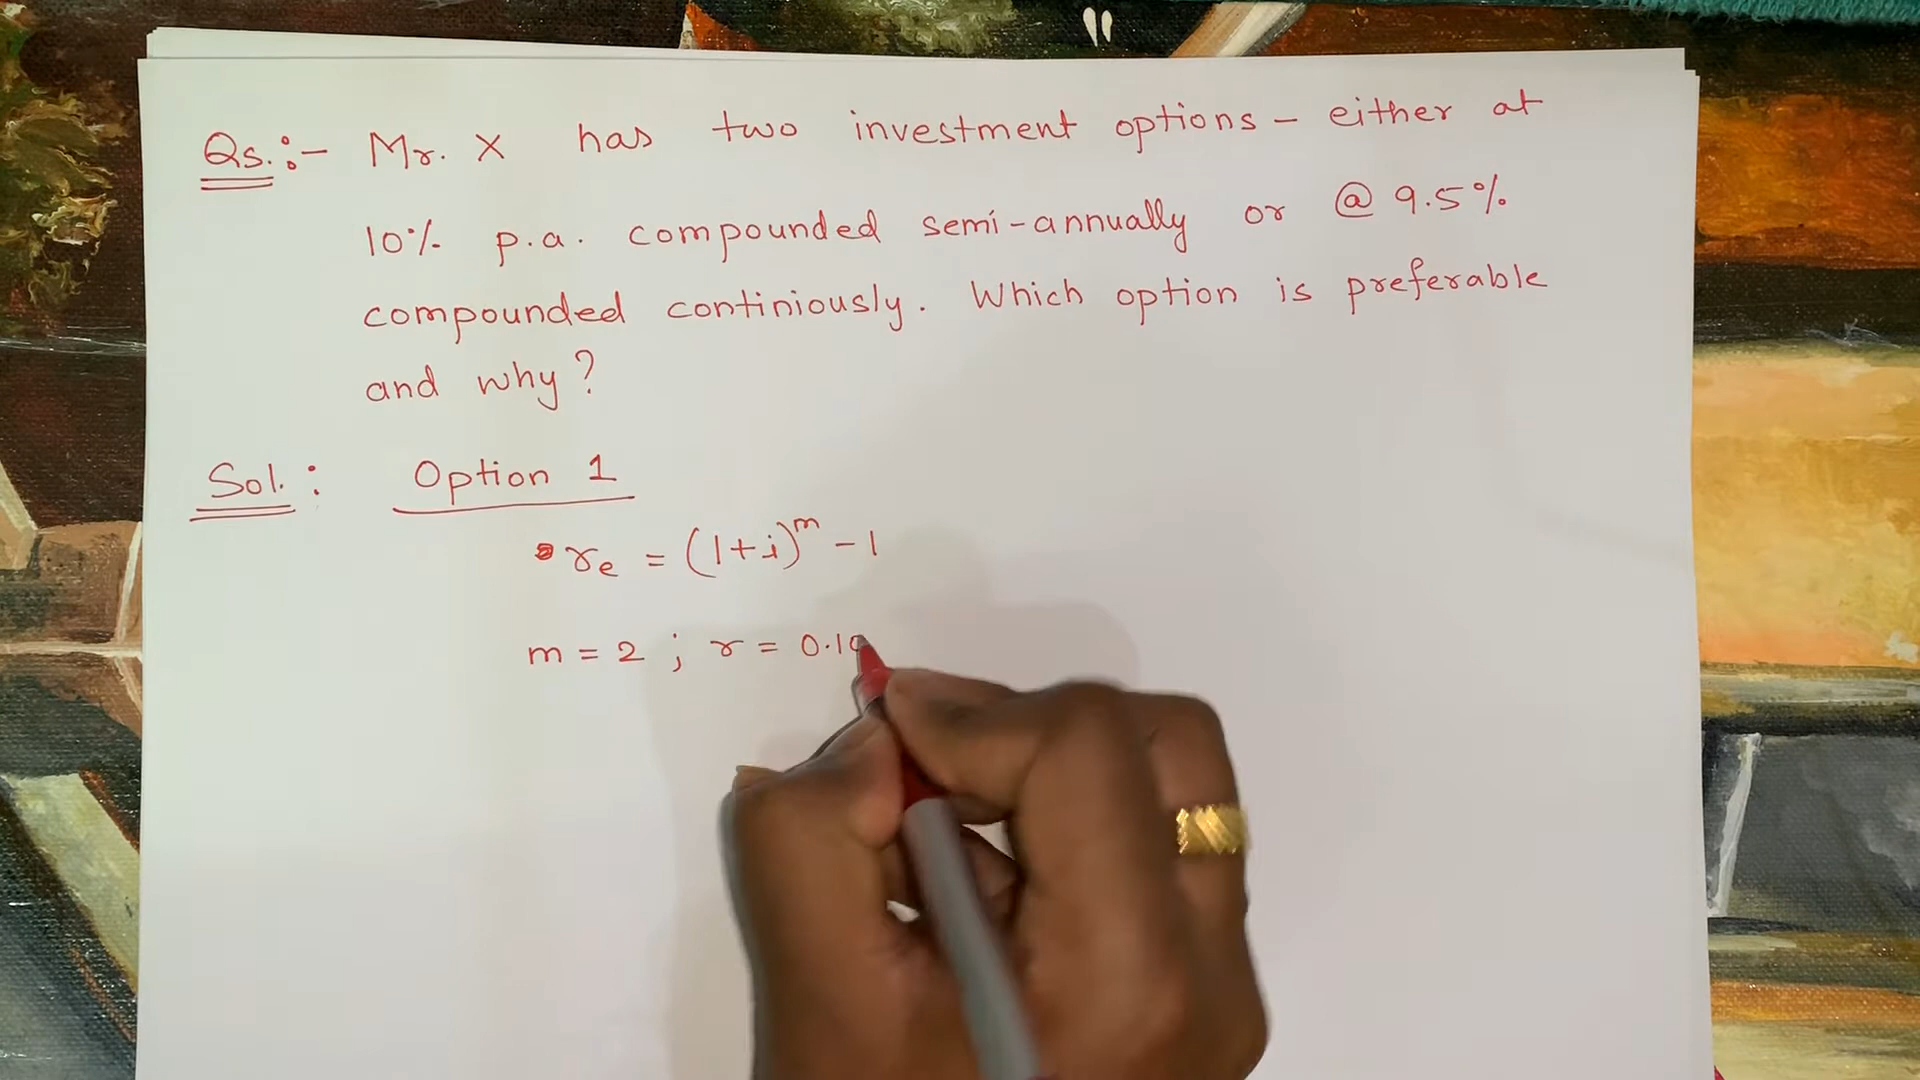 Qs.:- Mr. X has two investment options - either at
10% p.a. compounded semi-annually or @ 9.5%
compounded continiously. Which option is preferable
and why?
Sol.: Option 1
re = (1+i)^m - 1
m = 2 ; r = 0.10